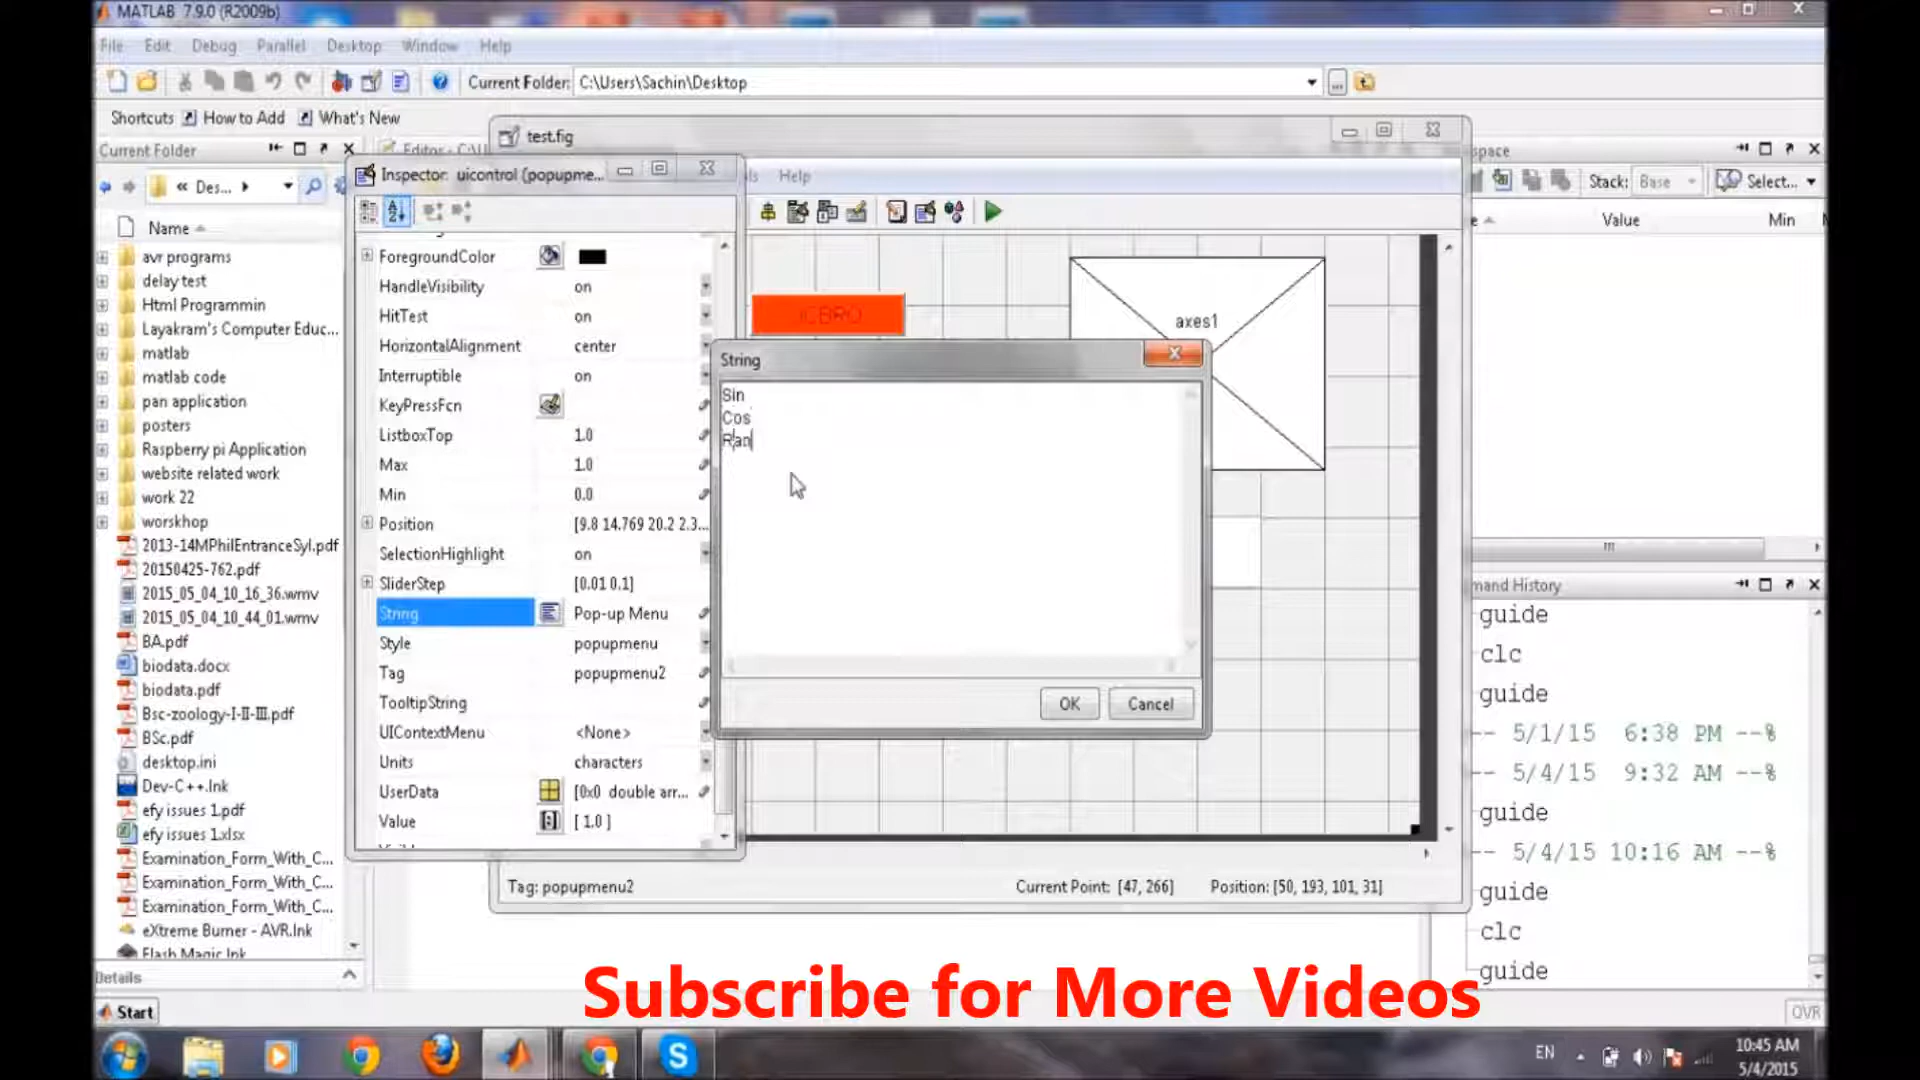 MATLAB 7.9.0 (R2009b)
File Edit Debug Parallel Desktop Window Help
Current Folder: C:\Users\Sachin\Desktop
Shortcuts How to Add What's New
Current Folder
« Des...
Name
avr programs
delay test
Html Programmin
Layakram's Computer Educ...
matlab
matlab code
pan application
posters
Raspberry pi Application
website related work
work 22
worskhop
2013-14MPhilEntranceSyl.pdf
20150425-762.pdf
2015_05_04_10_16_36.wmv
2015_05_04_10_44_01.wmv
BA.pdf
biodata.docx
biodata.pdf
Bsc-zoology-I-II-III.pdf
BSc.pdf
desktop.ini
Dev-C++.lnk
efy issues 1.pdf
efy issues 1.xlsx
Examination_Form_With_C...
Examination_Form_With_C...
Examination_Form_With_C...
eXtreme Burner - AVR.lnk
Flash Magic.lnk
Details
Start
Editor - C:\U
Inspector: uicontrol (popupme...
ForegroundColor
HandleVisibility on
HitTest on
HorizontalAlignment center
Interruptible on
KeyPressFcn
ListboxTop 1.0
Max 1.0
Min 0.0
Position [9.8 14.769 20.2 2.3...
SelectionHighlight on
SliderStep [0.01 0.1]
String Pop-up Menu
Style popupmenu
Tag popupmenu2
TooltipString
UIContextMenu <None>
Units characters
UserData [0x0 double arr...
Value [ 1.0 ]
test.fig
Help
axes1
String
Sin
Cos
Ran
OK Cancel
Tag: popupmenu2 Current Point: [47, 266] Position: [50, 193, 101, 31]
space
Stack: Base Select...
Value Min
mand History
guide
clc
guide
-- 5/1/15 6:38 PM --%
-- 5/4/15 9:32 AM --%
guide
-- 5/4/15 10:16 AM --%
guide
clc
guide
OVR
Subscribe for More Videos
EN
10:45 AM
5/4/2015